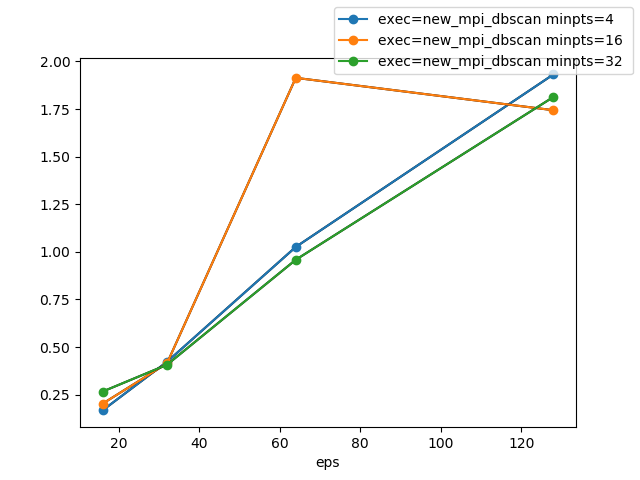 exec=new_mpi_dbscan minpts=4
exec=new_mpi_dbscan minpts=16
exec=new_mpi_dbscan minpts=32
2.00
1.75
1.50
1.25
1.00
0.75
0.50
0.25
20 40 60 80 100 120
eps